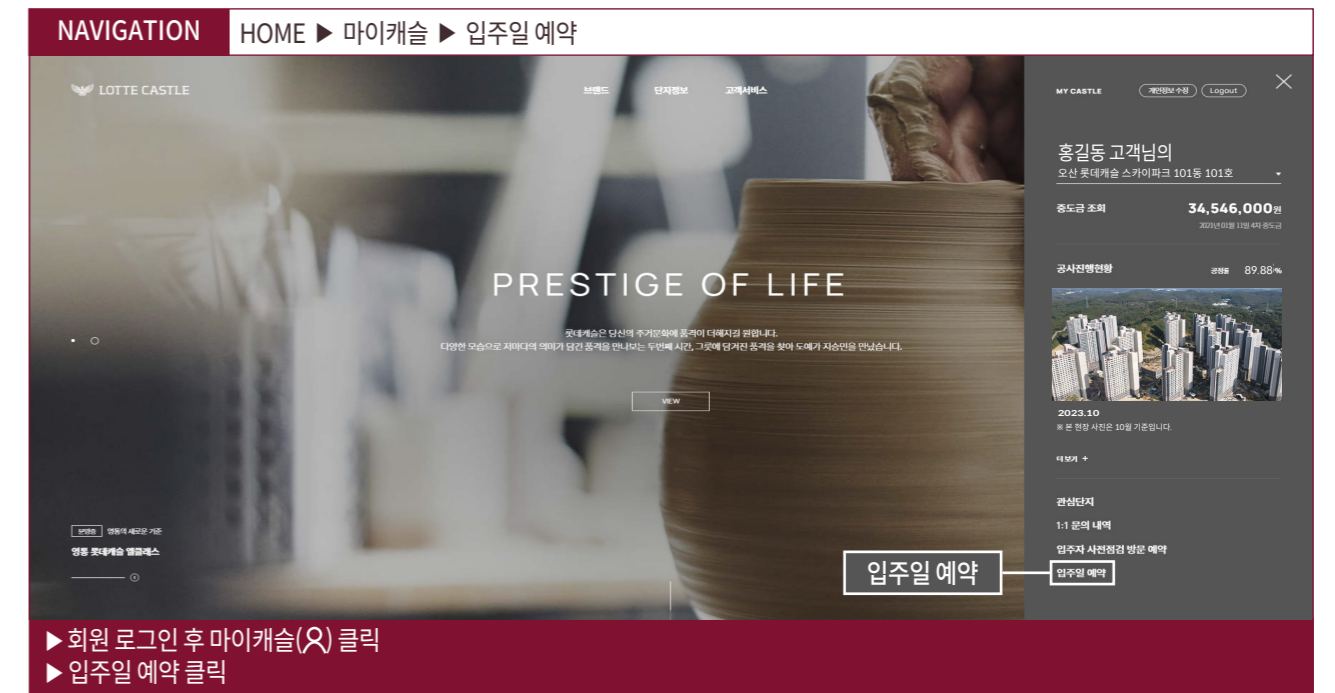 NAVIGATION HOME ▶ 마이캐슬 ▶ 입주일 예약
LOTTE CASTLE
브랜드 단지정보 고객서비스
MY CASTLE 개인정보 수정 Logout
홍길동 고객님의
오산 롯데캐슬 스카이파크 101동 101호
중도금 조회 34,546,000원
2021년 01월 11일 4차 중도금
공사진행현황 공정률 89.88%
PRESTIGE OF LIFE
롯데캐슬은 당신의 주거문화에 품격이 더해지길 원합니다.
다양한 모습으로 저마다의 의미가 담긴 품격을 만나보는 두번째 시간, 그릇에 담겨진 품격을 찾아 도예가 지승민을 만났습니다.
VIEW
2023.10
※ 본 현장 사진은 10월 기준입니다.
더보기 +
관심단지
1:1 문의 내역
입주자 사전점검 방문 예약
입주일 예약
입주일 예약
분양중 영통의 새로운 기준
영통 롯데캐슬 엘클래스
▶회원 로그인 후 마이캐슬() 클릭
▶입주일 예약 클릭